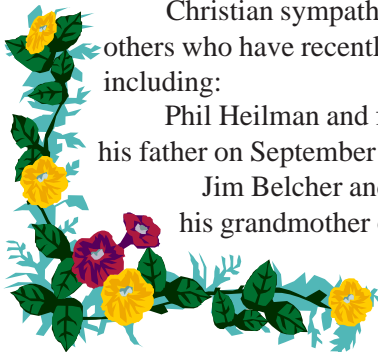 Christian sympath
others who have recentl
including:
Phil Heilman and
his father on September
Jim Belcher and
his grandmother